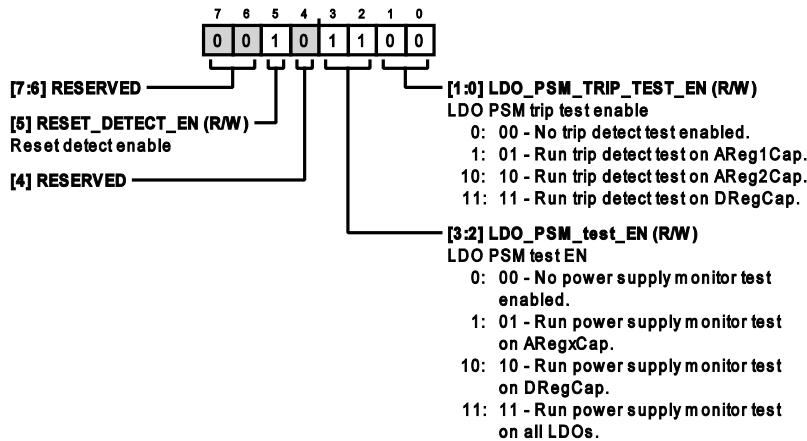 7 6 5 4 3 2 1 0
0 0 1 0 1 1 0 0
[7:6] RESERVED
[5] RESET_DETECT_EN (R/W)
Reset detect enable
[4] RESERVED
[1:0] LDO_PSM_TRIP_TEST_EN (R/W)
LDO PSM trip test enable
0: 00 - No trip detect test enabled.
1: 01 - Run trip detect test on AReg1Cap.
10: 10 - Run trip detect test on AReg2Cap.
11: 11 - Run trip detect test on DRegCap.
[3:2] LDO_PSM_test_EN (R/W)
LDO PSM test EN
0: 00 - No power supply monitor test
enabled.
1: 01 - Run power supply monitor test
on ARegxCap.
10: 10 - Run power supply monitor test
on DRegCap.
11: 11 - Run power supply monitor test
on all LDOs.